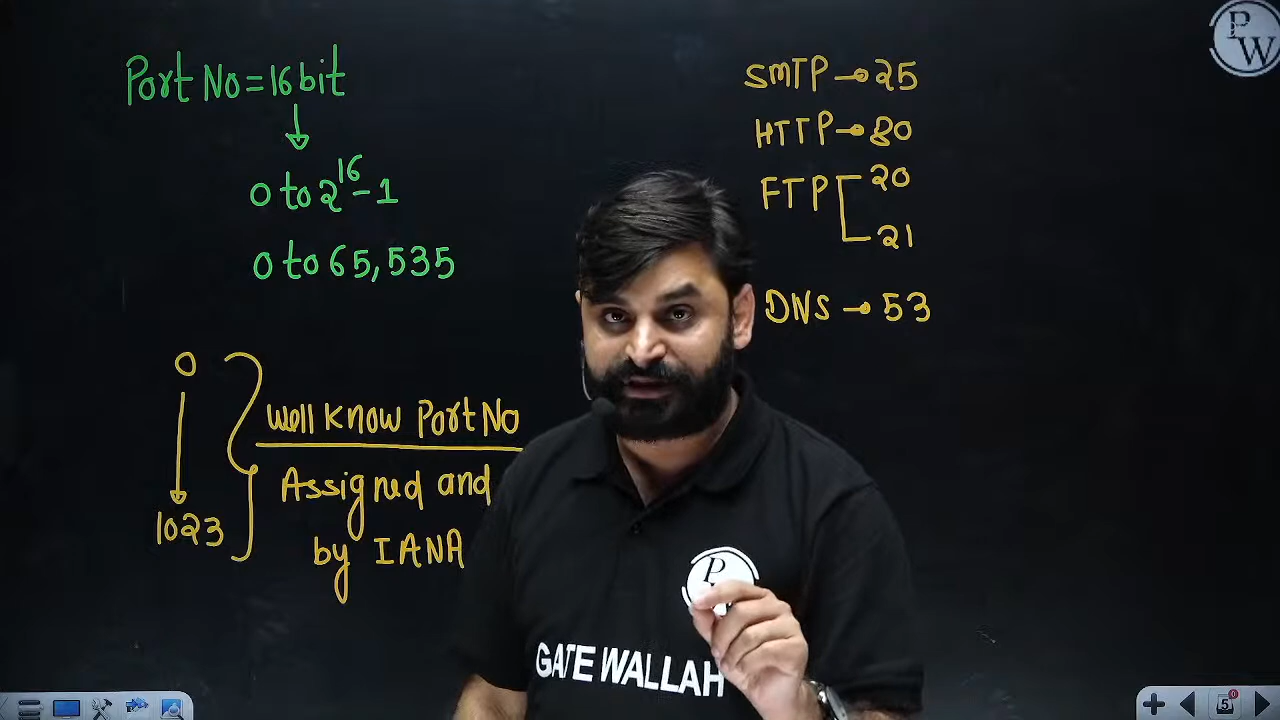 Port No = 16 bit
↓
0 to 2^16 - 1
0 to 65,535
0
↓
1023
Well know Port No
Assigned and
by IANA
SMTP → 25
HTTP → 80
FTP [ 20
21
DNS → 53
P
W
P
GATE WALLAH
5